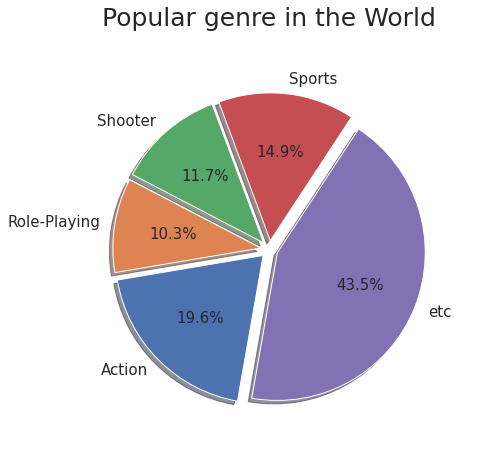 Popular genre in the World
Sports
14.9%
Shooter
11.7%
Role-Playing
10.3%
Action
19.6%
etc
43.5%